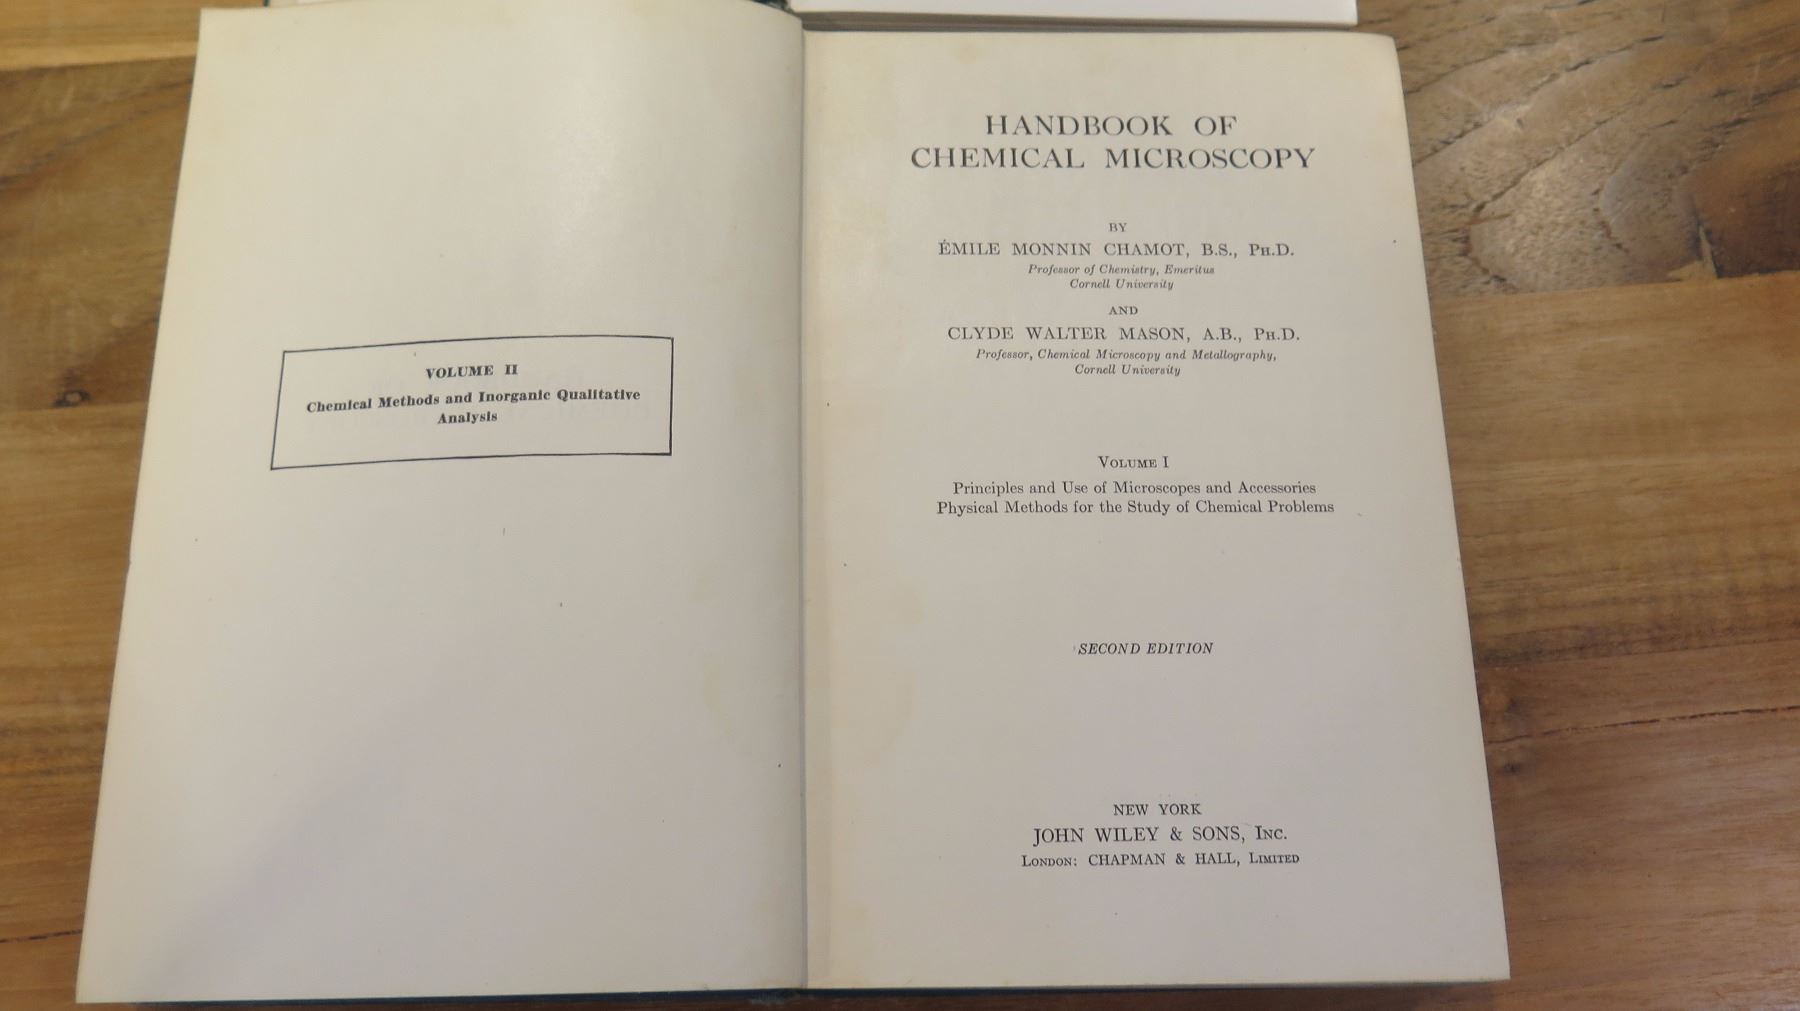 VOLUME II
Chemical Methods and Inorganic Qualitative
Analysis
HANDBOOK OF
CHEMICAL MICROSCOPY
BY
ÉMILE MONNIN CHAMOT, B.S., PH.D.
Professor of Chemistry, Emeritus
Cornell University
AND
CLYDE WALTER MASON, A.B., PH.D.
Professor, Chemical Microscopy and Metallography,
Cornell University
VOLUME I
Principles and Use of Microscopes and Accessories
Physical Methods for the Study of Chemical Problems
SECOND EDITION
NEW YORK
JOHN WILEY & SONS, INC.
LONDON: CHAPMAN & HALL, LIMITED